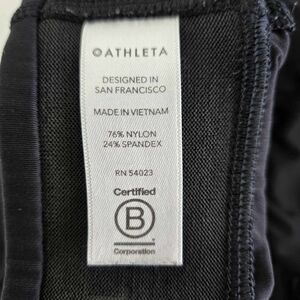 ATHLETA
DESIGNED IN
SAN FRANCISCO
MADE IN VIETNAM
76% NYLON
24% SPANDEX
RN 54023
Certified
B
Corporation